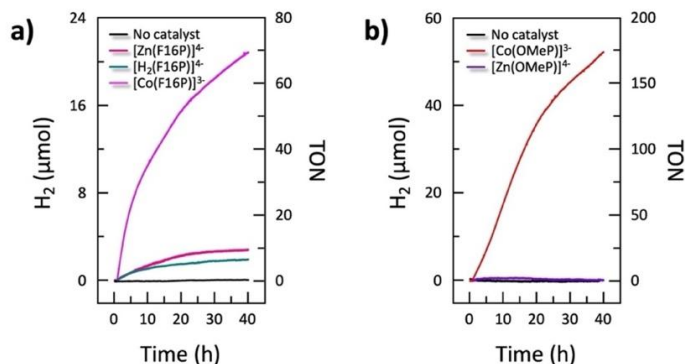 a)
No catalyst
[Zn(F16P)]⁴⁻
[H₂(F16P)]⁴⁻
[Co(F16P)]³⁻
H₂ (μmol)
24
16
8
0
80
60
40
20
0
TON
0 10 20 30 40
Time (h)
b)
No catalyst
[Co(OMeP)]³⁻
[Zn(OMeP)]⁴⁻
H₂ (μmol)
60
40
20
0
200
150
100
50
0
TON
0 10 20 30 40
Time (h)